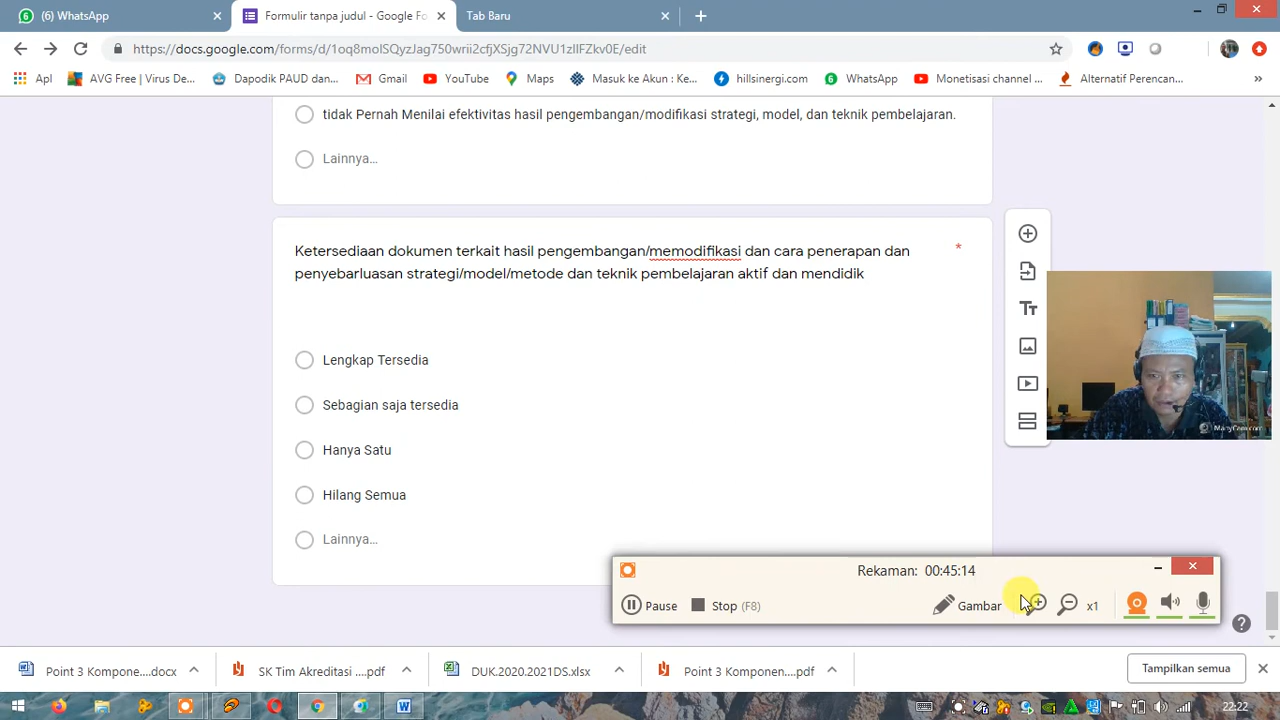 (6) WhatsApp
Formulir tanpa judul - Google Fo
Tab Baru
https://docs.google.com/forms/d/1oq8molSQyzJag750wrii2cfjXSjg72NVU1zlIFZkv0E/edit
Apl
AVG Free | Virus De...
Dapodik PAUD dan...
Gmail
YouTube
Maps
Masuk ke Akun : Ke...
hillsinergi.com
WhatsApp
Monetisasi channel ...
Alternatif Perencan...
»
tidak Pernah Menilai efektivitas hasil pengembangan/modifikasi strategi, model, dan teknik pembelajaran.
Lainnya...
Ketersediaan dokumen terkait hasil pengembangan/memodifikasi dan cara penerapan dan *
penyebarluasan strategi/model/metode dan teknik pembelajaran aktif dan mendidik
Lengkap Tersedia
Sebagian saja tersedia
Hanya Satu
Hilang Semua
Lainnya...
Tт
ManyCam.com
Rekaman: 00:45:14
Pause
Stop (F8)
Gambar
x1
Point 3 Kompone....docx
SK Tim Akreditasi ....pdf
DUK.2020.2021DS.xlsx
Point 3 Komponen....pdf
Tampilkan semua
22:22